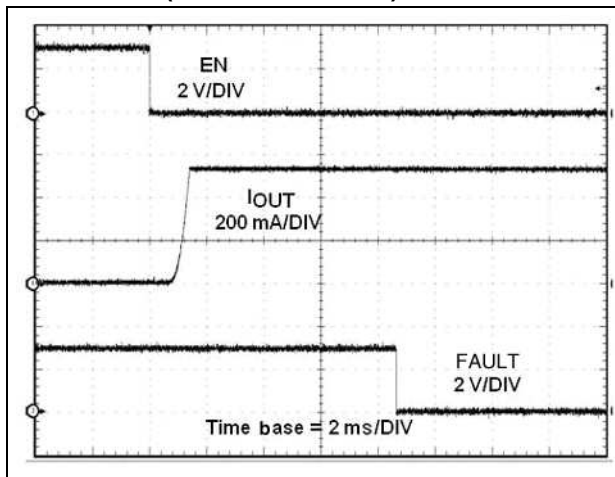 EN
2 V/DIV
IOUT
200 mA/DIV
FAULT
2 V/DIV
Time base = 2 ms/DIV